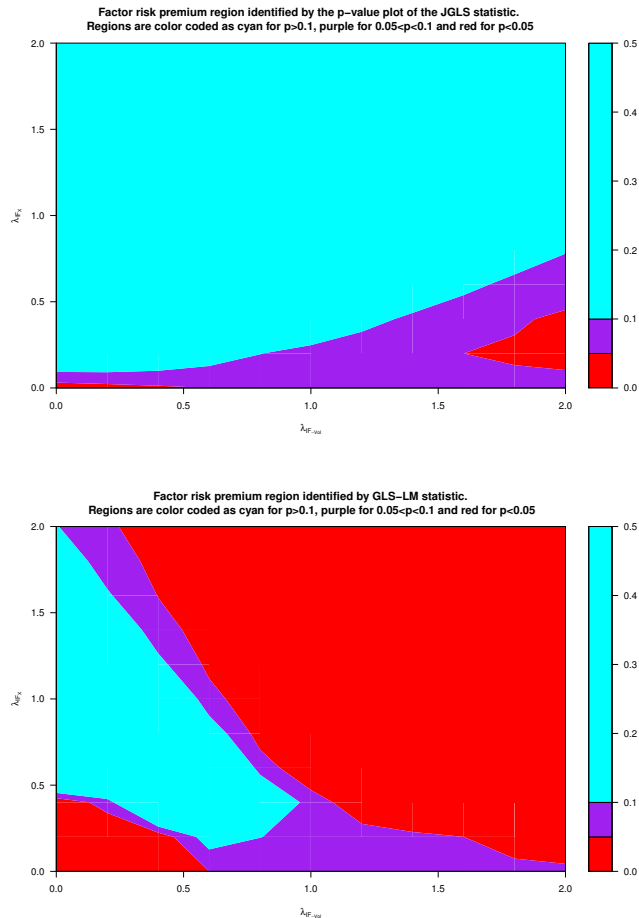 Factor risk premium region identified by the p-value plot of the JGLS statistic.
Regions are color coded as cyan for p>0.1, purple for 0.05<p<0.1 and red for p<0.05
2.0
1.5
1.0
0.5
0.0
λIFX
0.0 0.5 1.0 1.5 2.0
λIF−Vol
0.5
0.4
0.3
0.2
0.1
0.0
Factor risk premium region identified by GLS−LM statistic.
Regions are color coded as cyan for p>0.1, purple for 0.05<p<0.1 and red for p<0.05
2.0
1.5
1.0
0.5
0.0
λIFX
0.0 0.5 1.0 1.5 2.0
λIF−Vol
0.5
0.4
0.3
0.2
0.1
0.0